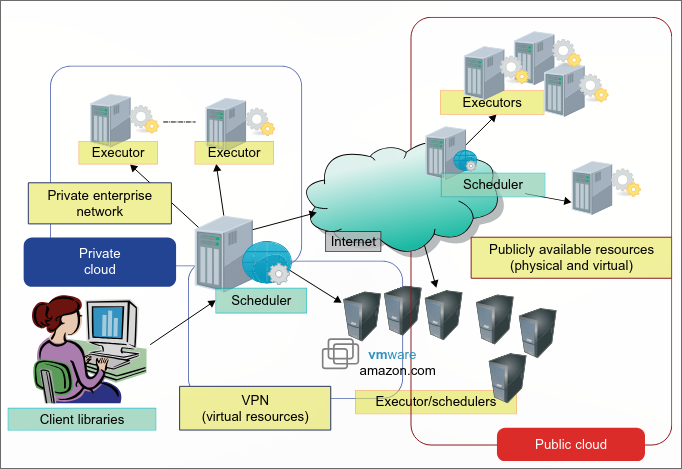 Executors
Executor
Executor
Scheduler
Private enterprise
network
Internet
Publicly available resources
(physical and virtual)
Private
cloud
Scheduler
vmware
amazon.com
VPN
(virtual resources)
Executor/schedulers
Client libraries
Public cloud